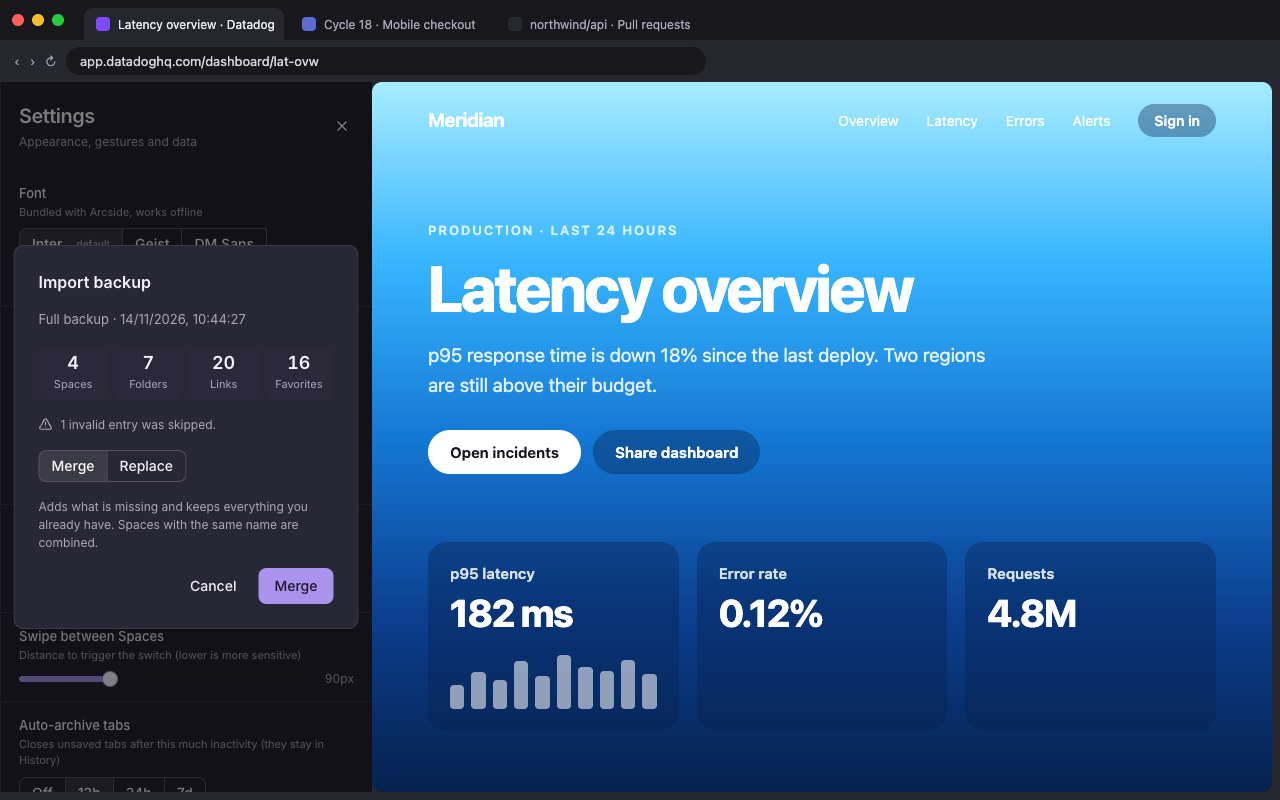 Latency overview · Datadog
Cycle 18 · Mobile checkout
northwind/api · Pull requests
app.datadoghq.com/dashboard/lat-ovw
Settings
Appearance, gestures and data
Font
Bundled with Arcside, works offline
Inter default Geist DM Sans
Import backup
Full backup · 14/11/2026, 10:44:27
4 7 20 16
Spaces Folders Links Favorites
1 invalid entry was skipped.
Merge Replace
Adds what is missing and keeps everything you
already have. Spaces with the same name are
combined.
Cancel Merge
Swipe between Spaces
Distance to trigger the switch (lower is more sensitive)
90px
Auto-archive tabs
Closes unsaved tabs after this much inactivity (they stay in
History)
Off 12h 24h 7d
Meridian
Overview Latency Errors Alerts Sign in
PRODUCTION · LAST 24 HOURS
Latency overview
p95 response time is down 18% since the last deploy. Two regions
are still above their budget.
Open incidents Share dashboard
p95 latency
182 ms
Error rate
0.12%
Requests
4.8M